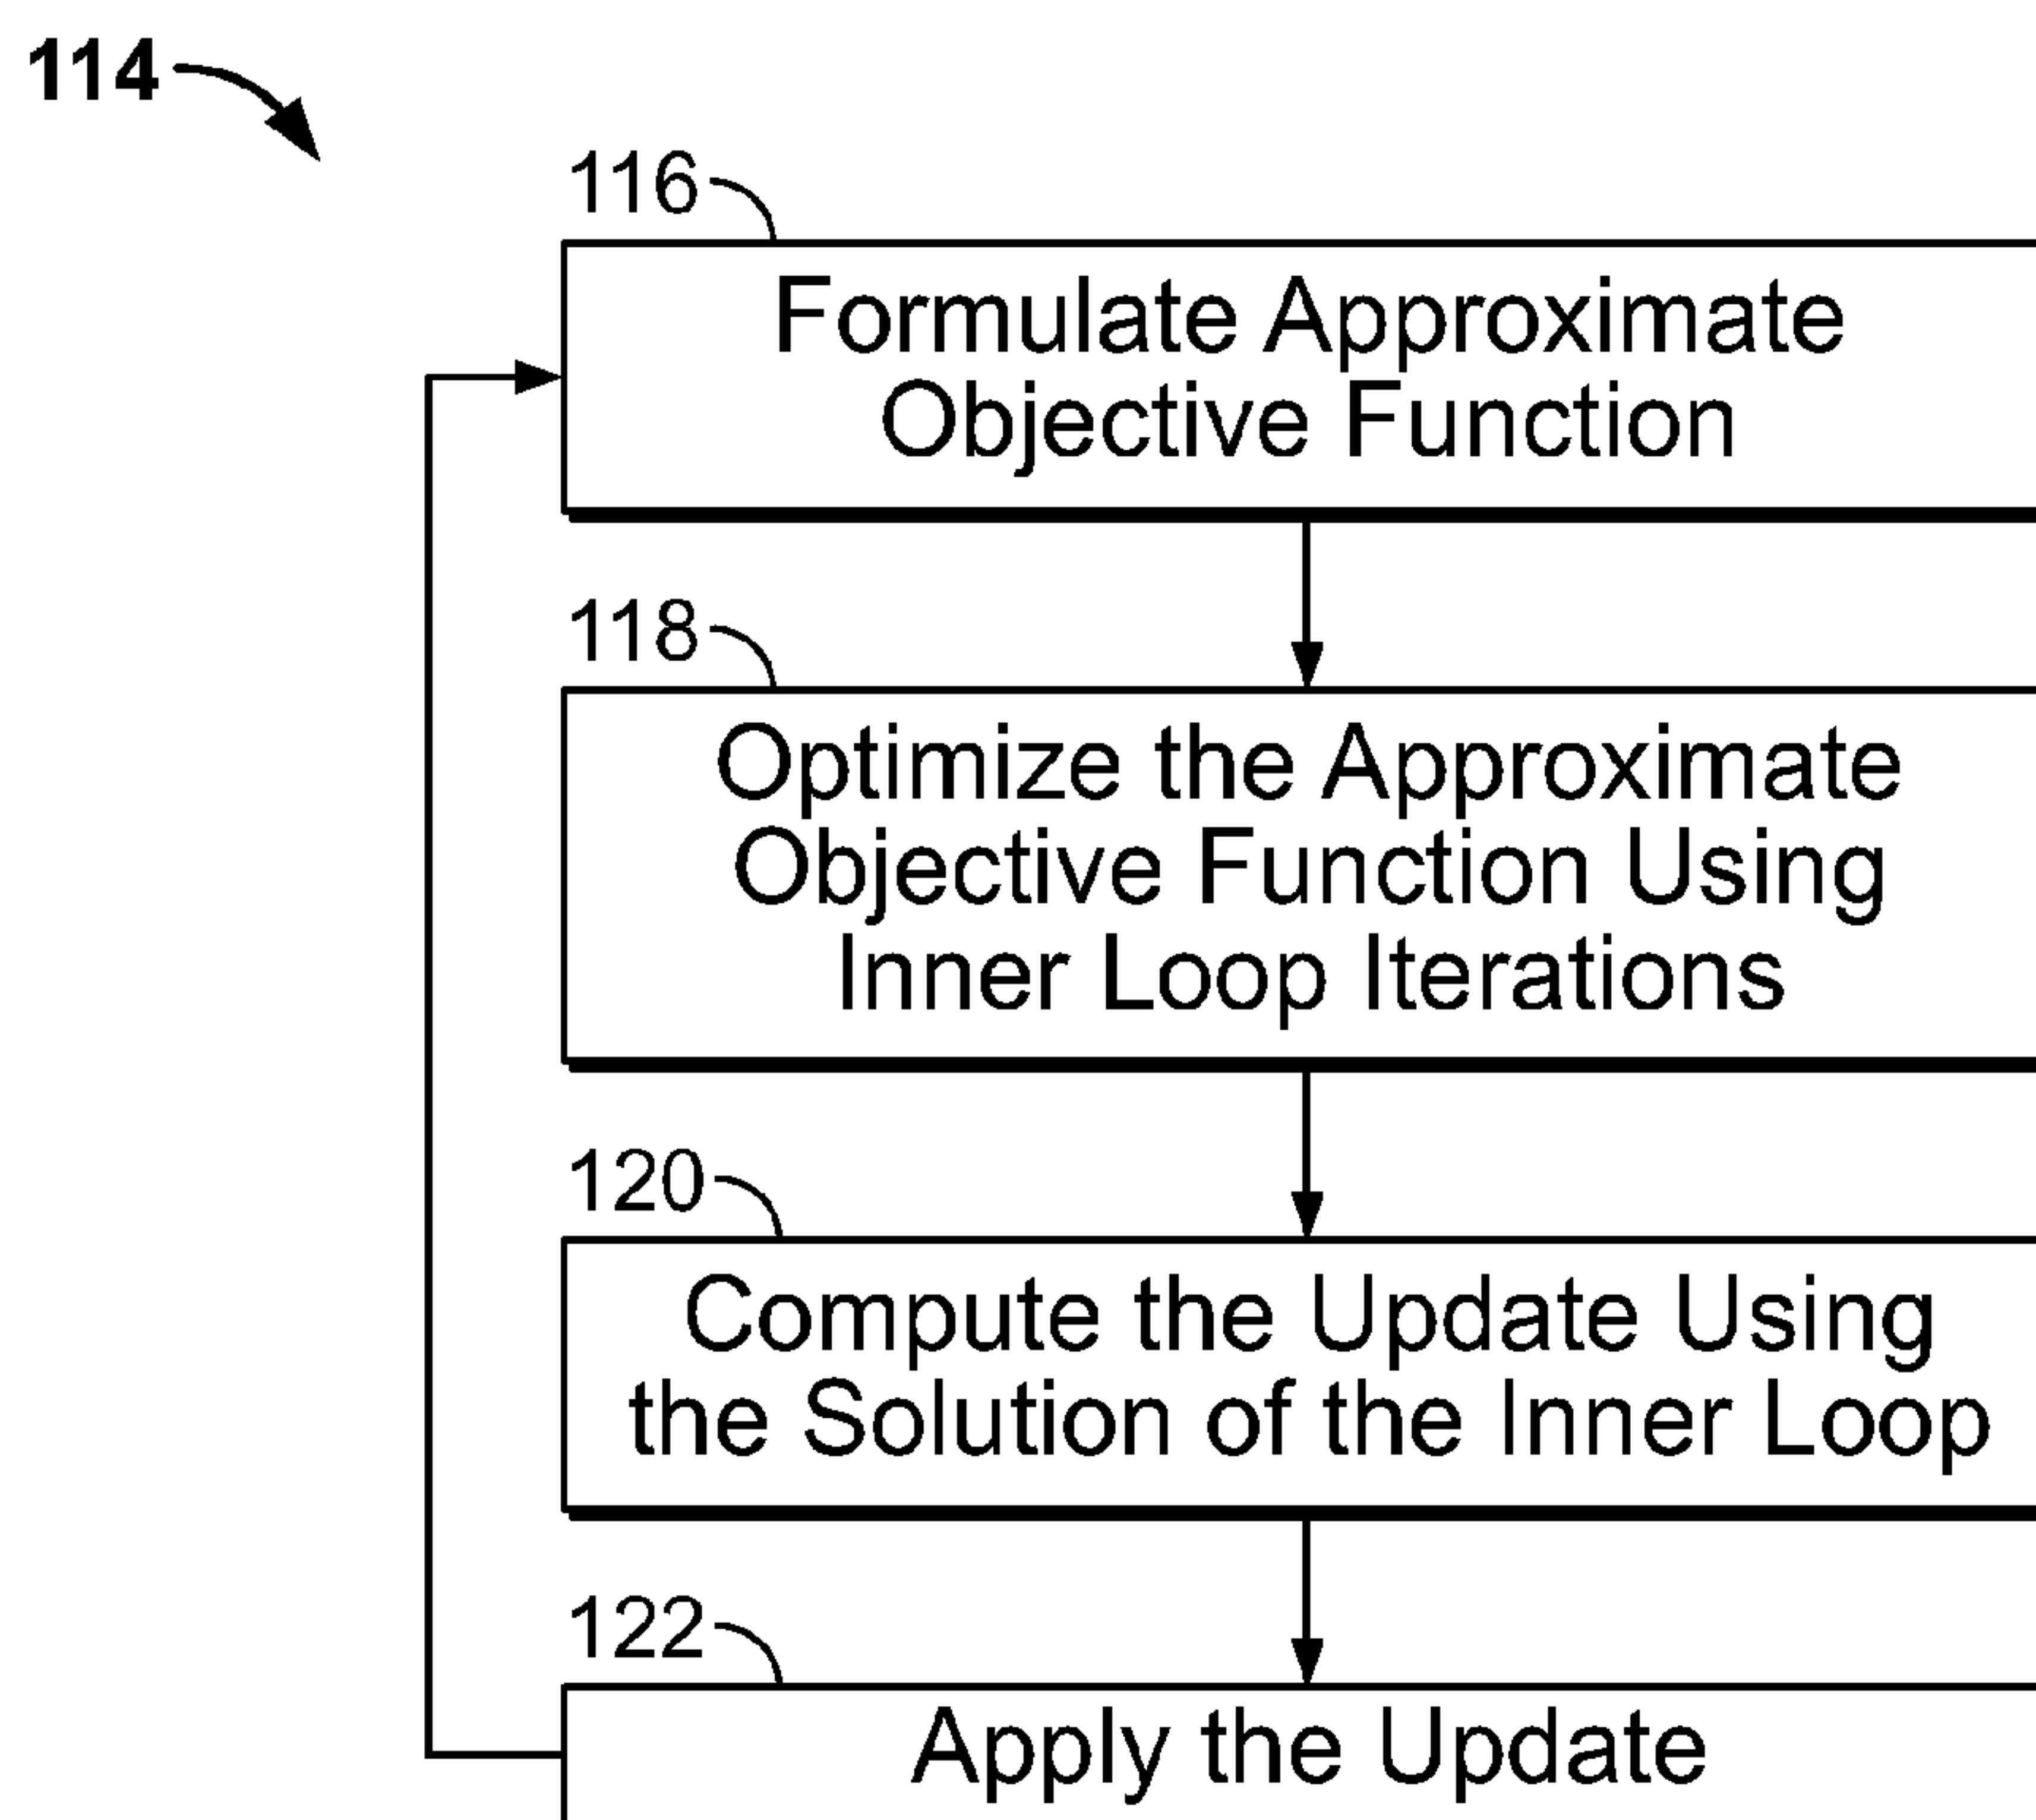 114
116
Formulate Approximate
Objective Function
118
Optimize the Approximate
Objective Function Using
Inner Loop Iterations
120
Compute the Update Using
the Solution of the Inner Loop
122
Apply the Update